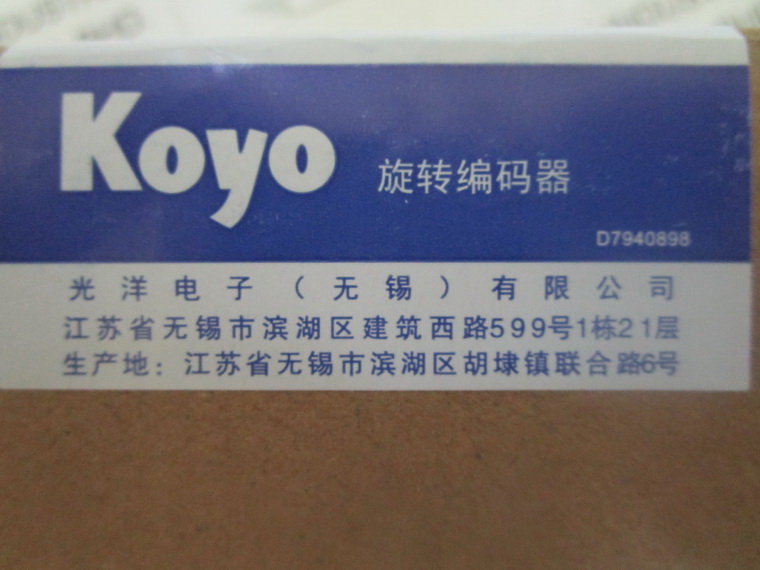 Koyo 旋转编码器
D7940898
光洋电子（无锡）有限公司
江苏省无锡市滨湖区建筑西路599号1栋21层
生产地：江苏省无锡市滨湖区胡埭镇联合路6号